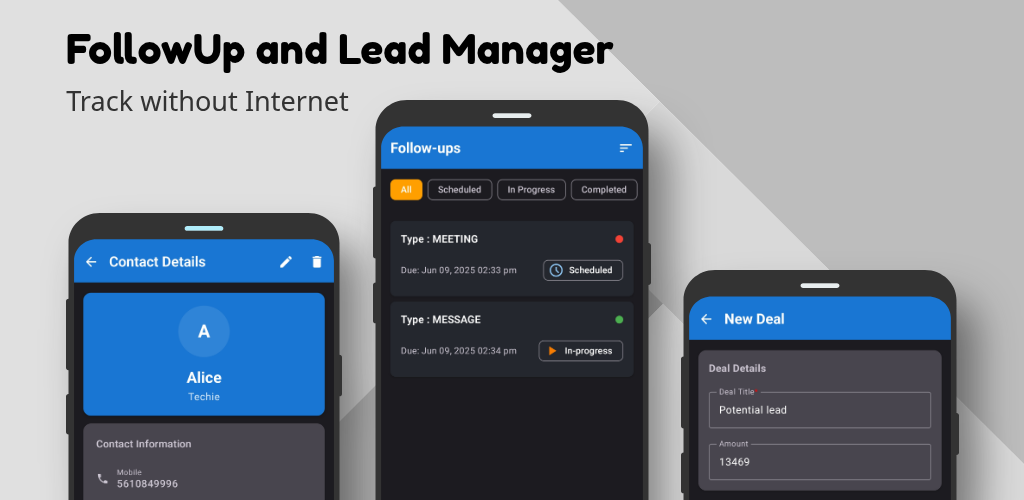 FollowUp and Lead Manager
Track without Internet
Contact Details
A
Alice
Techie
Contact Information
Mobile
5610849996
Follow-ups
All
Scheduled
In Progress
Completed
Type : MEETING
Due: Jun 09, 2025 02:33 pm
Scheduled
Type : MESSAGE
Due: Jun 09, 2025 02:34 pm
In-progress
New Deal
Deal Details
Deal Title
Potential lead
Amount
13469